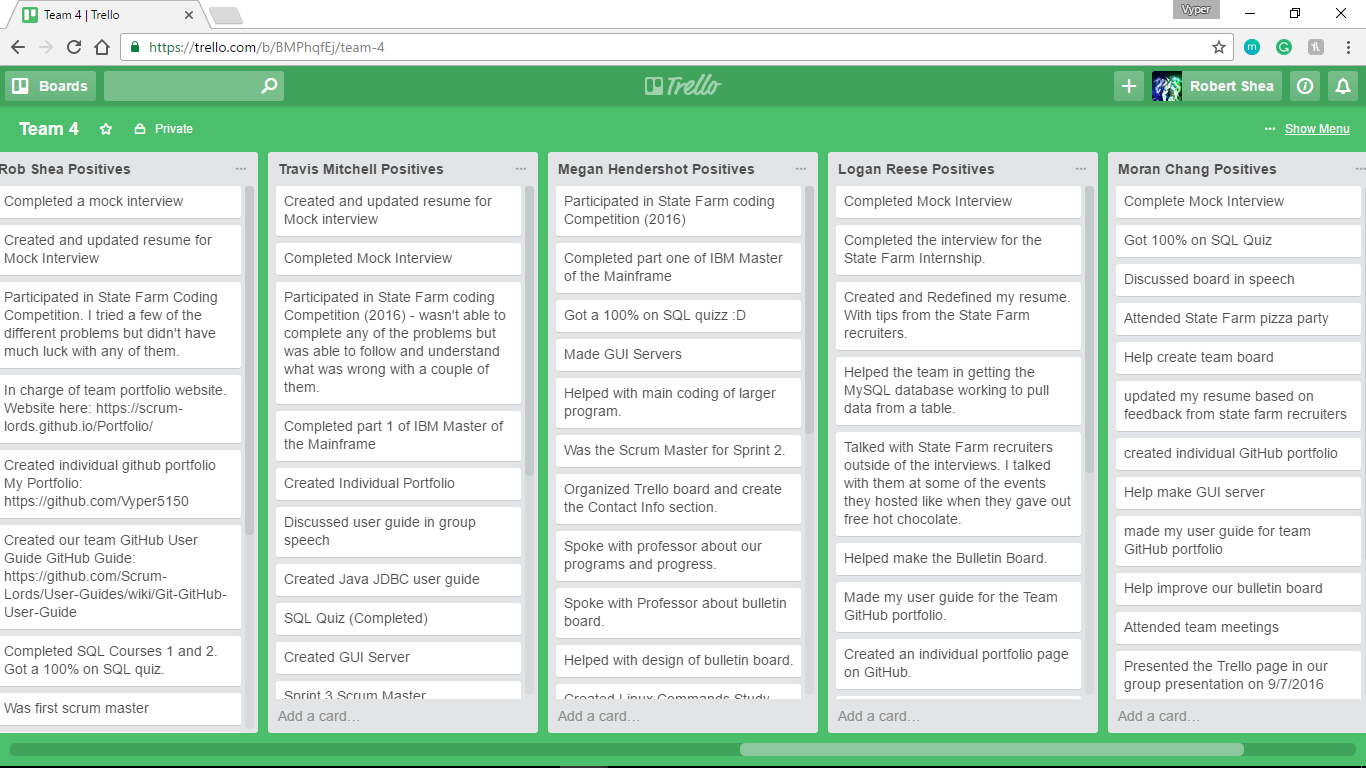 Team 4 | Trello
Vyper
https://trello.com/b/BMPhqfEj/team-4
Boards
Trello
Robert Shea
Team 4
Private
... Show Menu
Rob Shea Positives
Completed a mock interview
Created and updated resume for
Mock Interview
Participated in State Farm Coding
Competition. I tried a few of the
different problems but didn't have
much luck with any of them.
In charge of team portfolio website.
Website here: https://scrum-
lords.github.io/Portfolio/
Created individual github portfolio
My Portfolio:
https://github.com/Vyper5150
Created our team GitHub User
Guide GitHub Guide:
https://github.com/Scrum-
Lords/User-Guides/wiki/Git-GitHub-
User-Guide
Completed SQL Courses 1 and 2.
Got a 100% on SQL quiz.
Was first scrum master
Travis Mitchell Positives
Created and updated resume for
Mock interview
Completed Mock Interview
Participated in State Farm coding
Competition (2016) - wasn't able to
complete any of the problems but
was able to follow and understand
what was wrong with a couple of
them.
Completed part 1 of IBM Master of
the Mainframe
Created Individual Portfolio
Discussed user guide in group
speech
Created Java JDBC user guide
SQL Quiz (Completed)
Created GUI Server
Sprint 3 Scrum Master
Add a card...
Megan Hendershot Positives
Participated in State Farm coding
Competition (2016)
Completed part one of IBM Master
of the Mainframe
Got a 100% on SQL quizz :D
Made GUI Servers
Helped with main coding of larger
program.
Was the Scrum Master for Sprint 2.
Organized Trello board and create
the Contact Info section.
Spoke with professor about our
programs and progress.
Spoke with Professor about bulletin
board.
Helped with design of bulletin board.
Created Linux Commands Study
Add a card...
Logan Reese Positives
Completed Mock Interview
Completed the interview for the
State Farm Internship.
Created and Redefined my resume.
With tips from the State Farm
recruiters.
Helped the team in getting the
MySQL database working to pull
data from a table.
Talked with State Farm recruiters
outside of the interviews. I talked
with them at some of the events
they hosted like when they gave out
free hot chocolate.
Helped make the Bulletin Board.
Made my user guide for the Team
GitHub portfolio.
Created an individual portfolio page
on GitHub.
Add a card...
Moran Chang Positives
Complete Mock Interview
Got 100% on SQL Quiz
Discussed board in speech
Attended State Farm pizza party
Help create team board
updated my resume based on
feedback from state farm recruiters
created individual GitHub portfolio
Help make GUI server
made my user guide for team
GitHub portfolio
Help improve our bulletin board
Attended team meetings
Presented the Trello page in our
group presentation on 9/7/2016
Add a card...